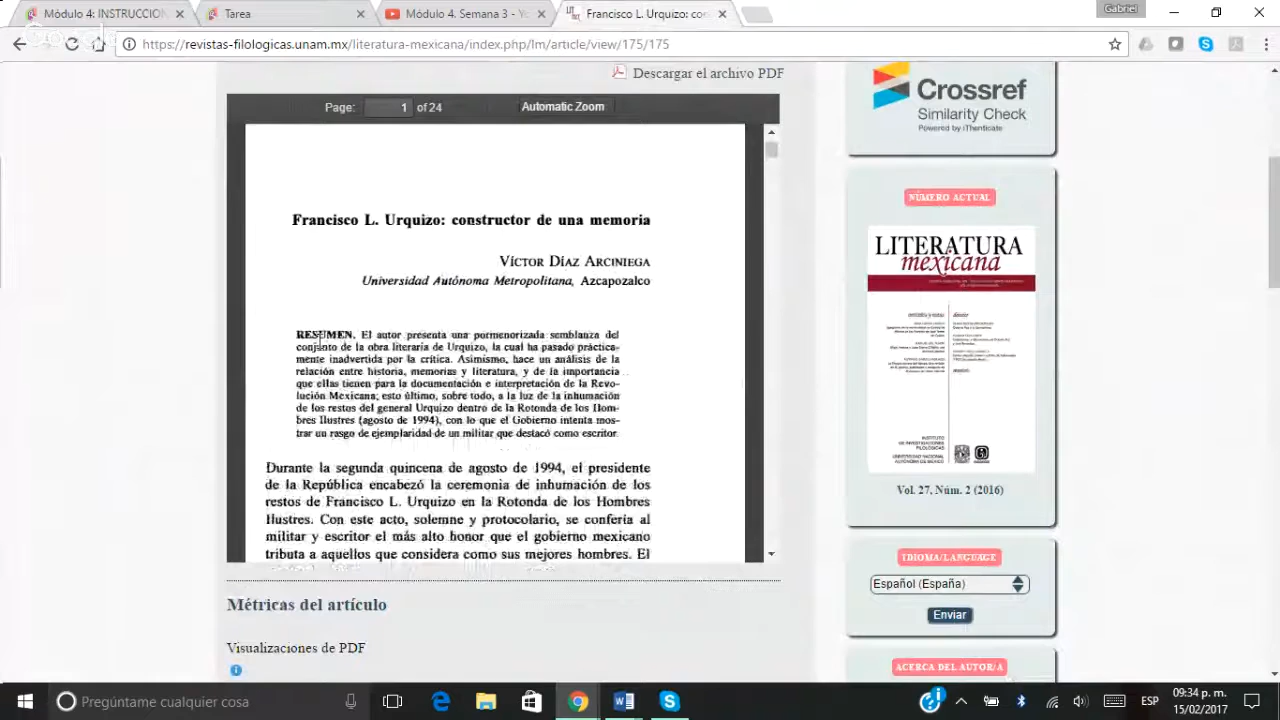 Módulo 4: INSTRUCCION
Tarea
Módulo 4. Semana 3 - Yo
Francisco L. Urquizo: co
Gabriel
https://revistas-filologicas.unam.mx/literatura-mexicana/index.php/lm/article/view/175/175
Descargar el archivo PDF
Page: 1 of 24 Automatic Zoom
Francisco L. Urquizo: constructor de una memoria
VÍCTOR DÍAZ ARCINIEGA
Universidad Autónoma Metropolitana, Azcapozalco
RESUMEN. El autor presenta una pormenorizada semblanza del
conjunto de la obra literaria de Urquizo, la cual ha pasado práctica-
mente inadvertida por la crítica. Asimismo, hace un análisis de la
relación entre historia, memorias y literatura, y de la importancia
que ellas tienen para la documentación e interpretación de la Revo-
lución Mexicana; esto último, sobre todo, a la luz de la inhumación
de los restos del general Urquizo dentro de la Rotonda de los Hom-
bres Ilustres (agosto de 1994), con lo que el Gobierno intenta mos-
trar un rasgo de ejemplaridad de un militar que destacó como escritor.
Durante la segunda quincena de agosto de 1994, el presidente
de la República encabezó la ceremonia de inhumación de los
restos de Francisco L. Urquizo en la Rotonda de los Hombres
Ilustres. Con este acto, solemne y protocolario, se confería al
militar y escritor el más alto honor que el gobierno mexicano
tributa a aquellos que considera como sus mejores hombres. El
Métricas del artículo
Visualizaciones de PDF
Crossref
Similarity Check
Powered by iThenticate
NÚMERO ACTUAL
LITERATURA
mexicana
INSTITUTO
DE INVESTIGACIONES
FILOLÓGICAS
UNIVERSIDAD NACIONAL
AUTÓNOMA DE MÉXICO
Vol. 27, Núm. 2 (2016)
IDIOMA/LANGUAGE
Español (España)
Enviar
ACERCA DEL AUTOR/A
Pregúntame cualquier cosa
ESP
09:34 p. m.
15/02/2017